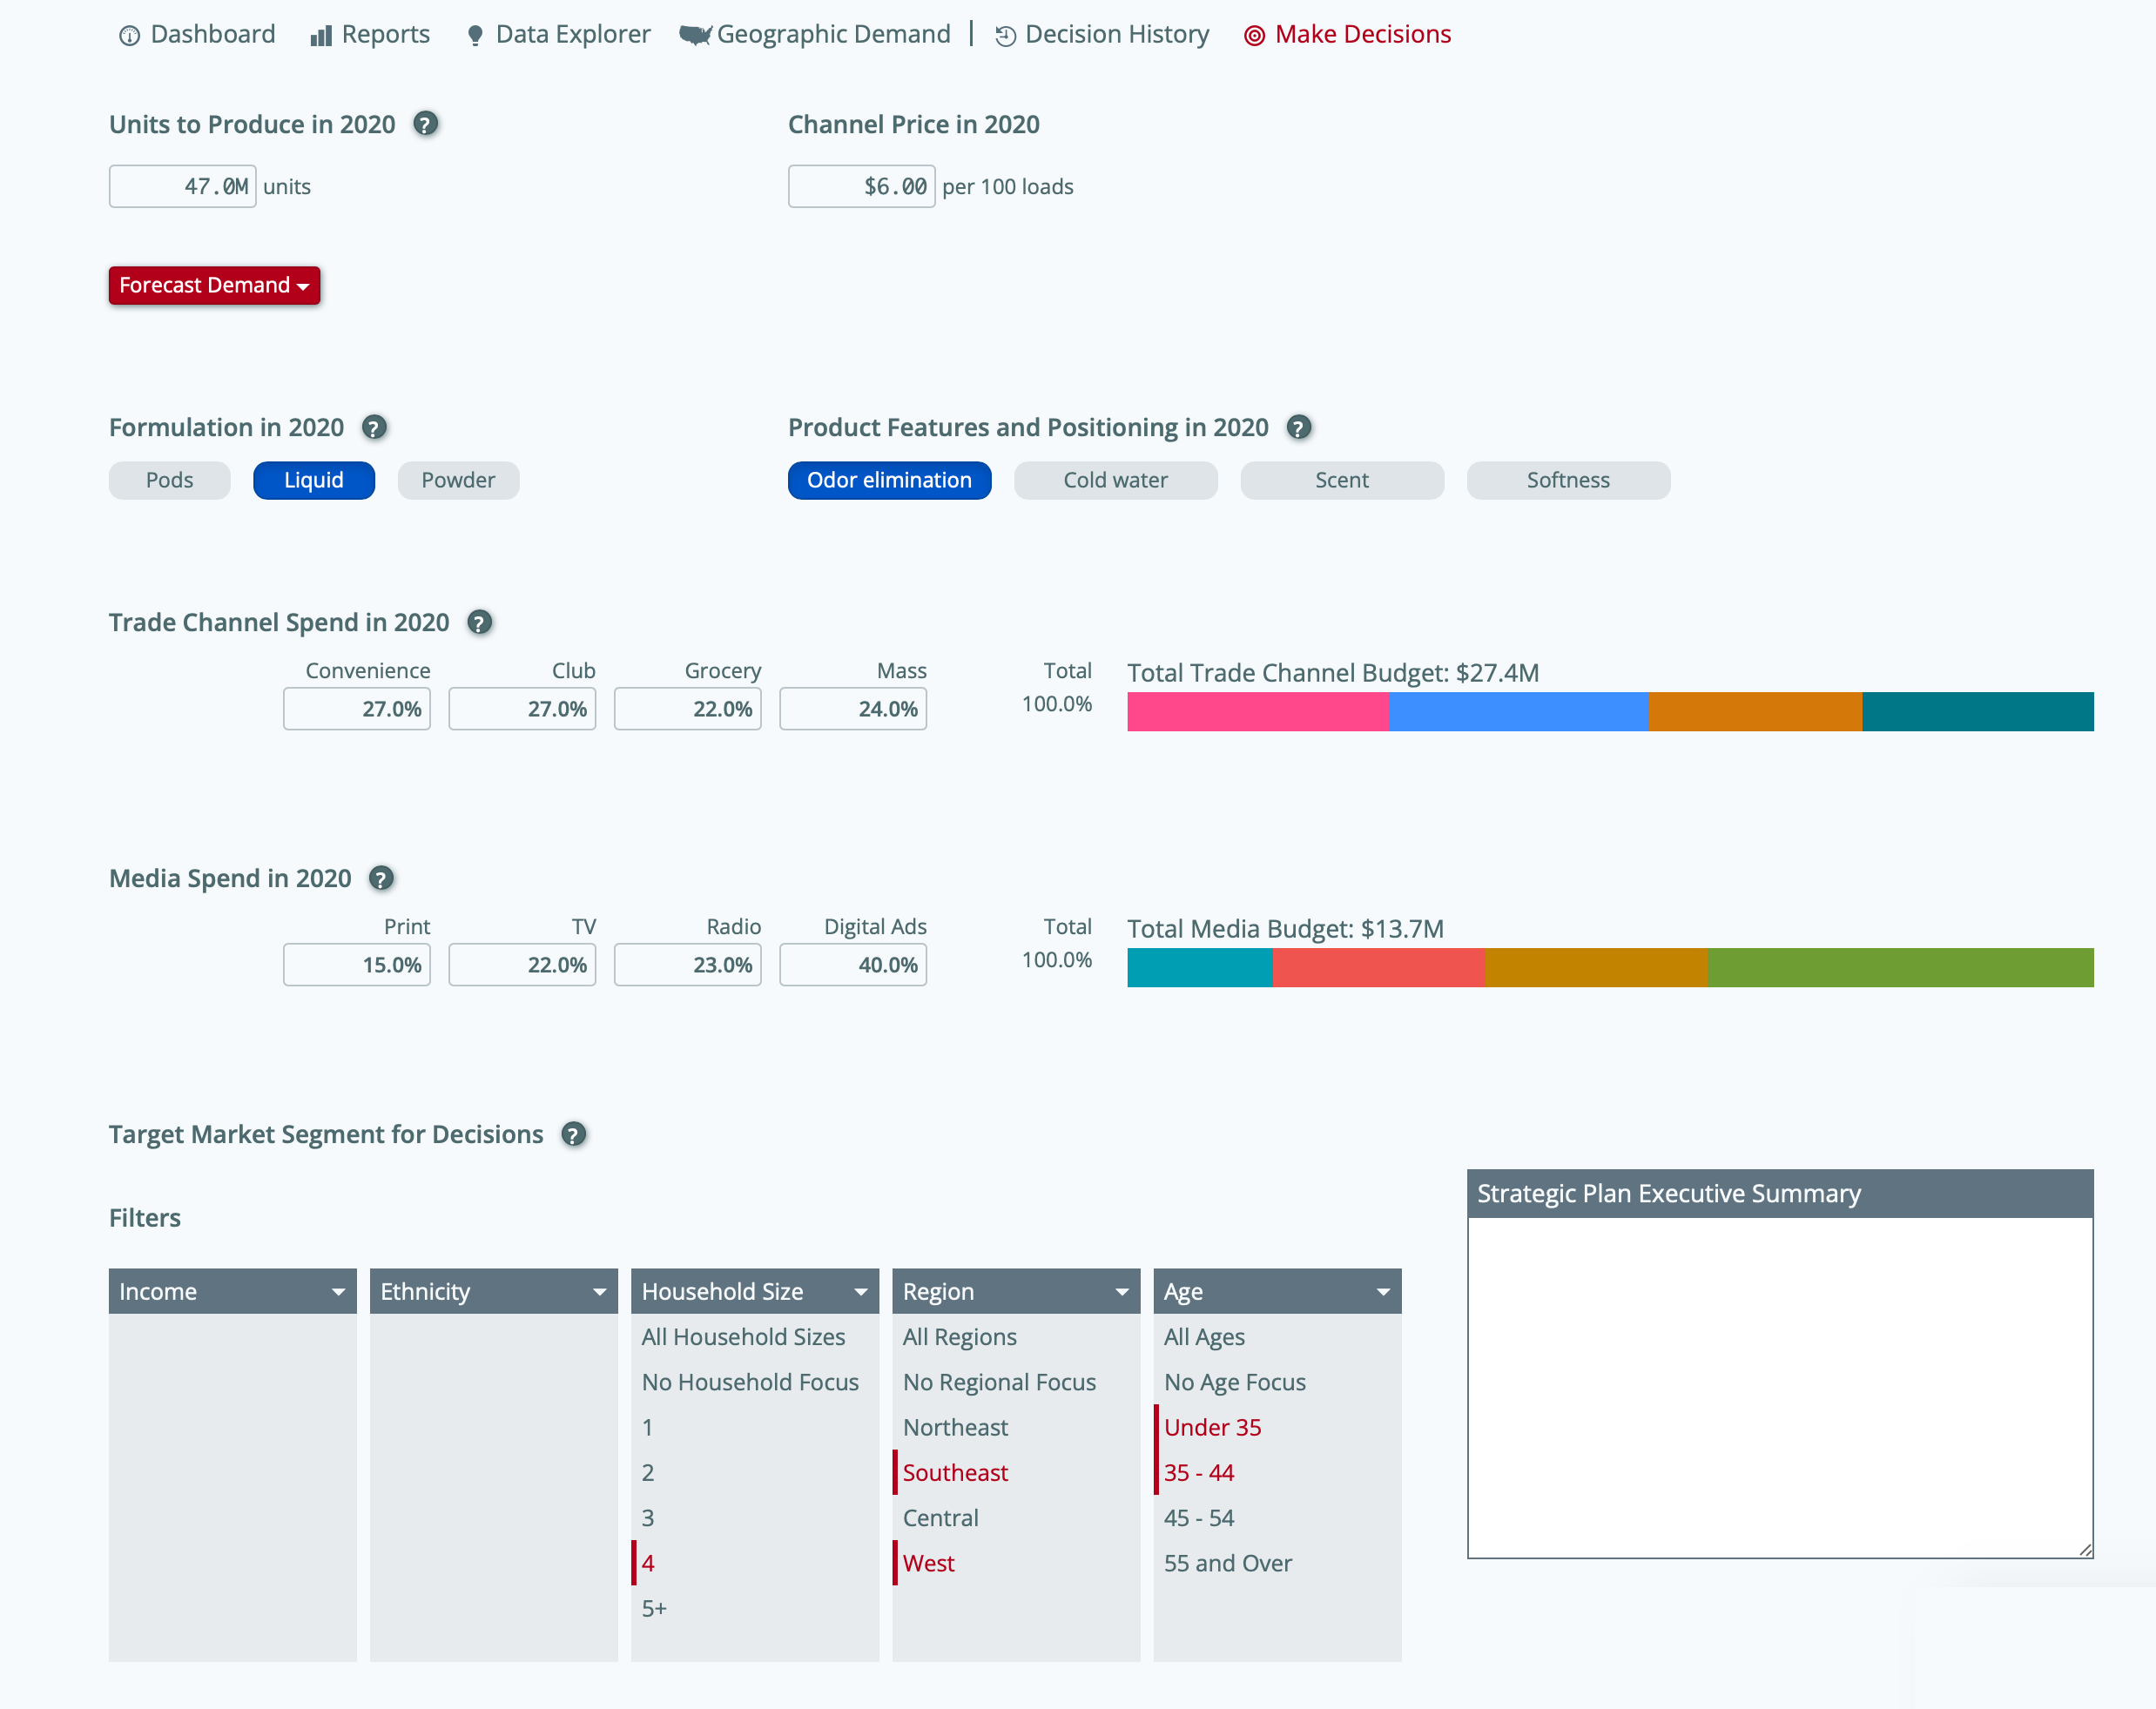 Dashboard Reports Data Explorer Geographic Demand | Decision History Make Decisions
Units to Produce in 2020 ? Channel Price in 2020
47.0M units $6.00 per 100 loads
Forecast Demand
Formulation in 2020 ? Product Features and Positioning in 2020 ?
Pods Liquid Powder Odor elimination Cold water Scent Softness
Trade Channel Spend in 2020 ?
Convenience Club Grocery Mass Total Total Trade Channel Budget: $27.4M
27.0% 27.0% 22.0% 24.0% 100.0%
Media Spend in 2020 ?
Print TV Radio Digital Ads Total Total Media Budget: $13.7M
15.0% 22.0% 23.0% 40.0% 100.0%
Target Market Segment for Decisions ?
Strategic Plan Executive Summary
Filters
Income Ethnicity Household Size Region Age
All Household Sizes All Regions All Ages
No Household Focus No Regional Focus No Age Focus
1 Northeast Under 35
2 Southeast 35 - 44
3 Central 45 - 54
4 West 55 and Over
5+